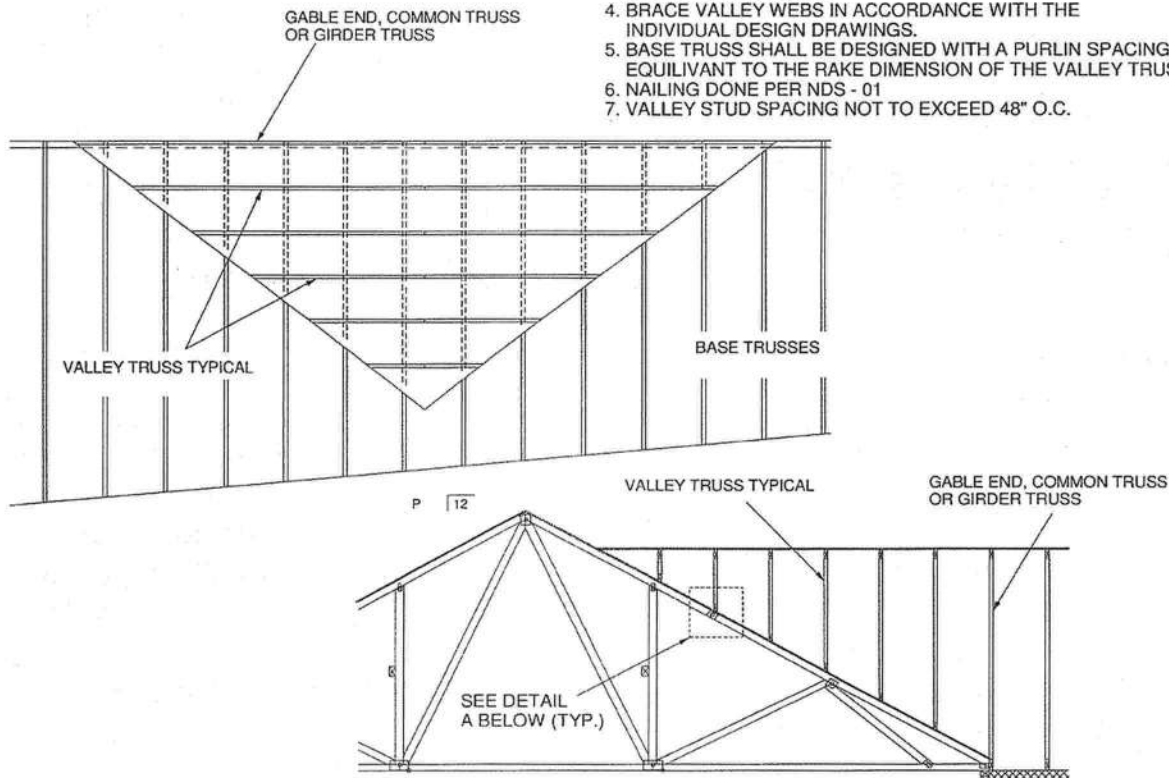 GABLE END, COMMON TRUSS
OR GIRDER TRUSS
4. BRACE VALLEY WEBS IN ACCORDANCE WITH THE
INDIVIDUAL DESIGN DRAWINGS.
5. BASE TRUSS SHALL BE DESIGNED WITH A PURLIN SPACING
EQUILIVANT TO THE RAKE DIMENSION OF THE VALLEY TRUS
6. NAILING DONE PER NDS - 01
7. VALLEY STUD SPACING NOT TO EXCEED 48" O.C.
VALLEY TRUSS TYPICAL
BASE TRUSSES
P 12
VALLEY TRUSS TYPICAL
GABLE END, COMMON TRUSS
OR GIRDER TRUSS
SEE DETAIL
A BELOW (TYP.)